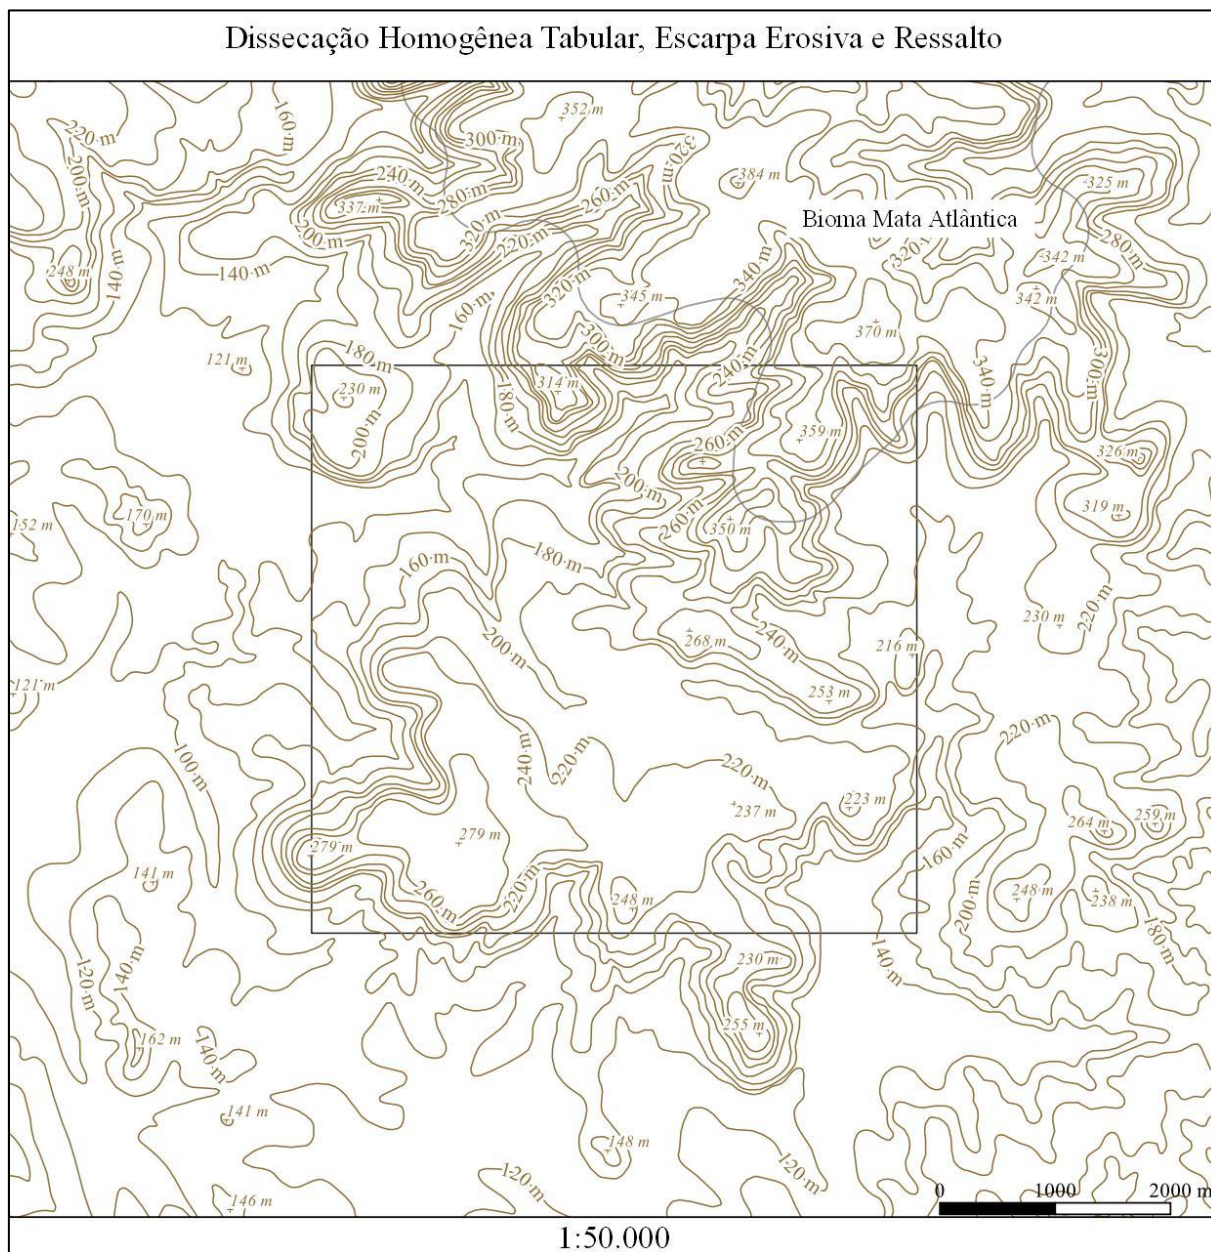 Dissecação Homogênea Tabular, Escarpa Erosiva e Ressalto
220 m
160 m
352 m
300 m
320 m
200 m
240 m
384 m
325 m
337 m
280 m
260 m
Bioma Mata Atlântica
200 m
320 m
220 m
320
280 m
140 m
342 m
248 m
140 m
340 m
320 m
345 m
342 m
160 m
300 m
370 m
121 m
180 m
240 m
340 m
300 m
230 m
314 m
180 m
200 m
359 m
260 m
326 m
200 m
319 m
170 m
152 m
260 m
350 m
160 m
180 m
230 m
220 m
200 m
268 m
240 m
216 m
121 m
253 m
100 m
240 m
220 m
220 m
220 m
237 m
223 m
264 m
259 m
279 m
279 m
160 m
141 m
260 m
220 m
248 m
200 m
248 m
238 m
180 m
140 m
120 m
230 m
140 m
255 m
162 m
140 m
141 m
148 m
120 m
120 m
146 m
0 1000 2000 m
1:50.000